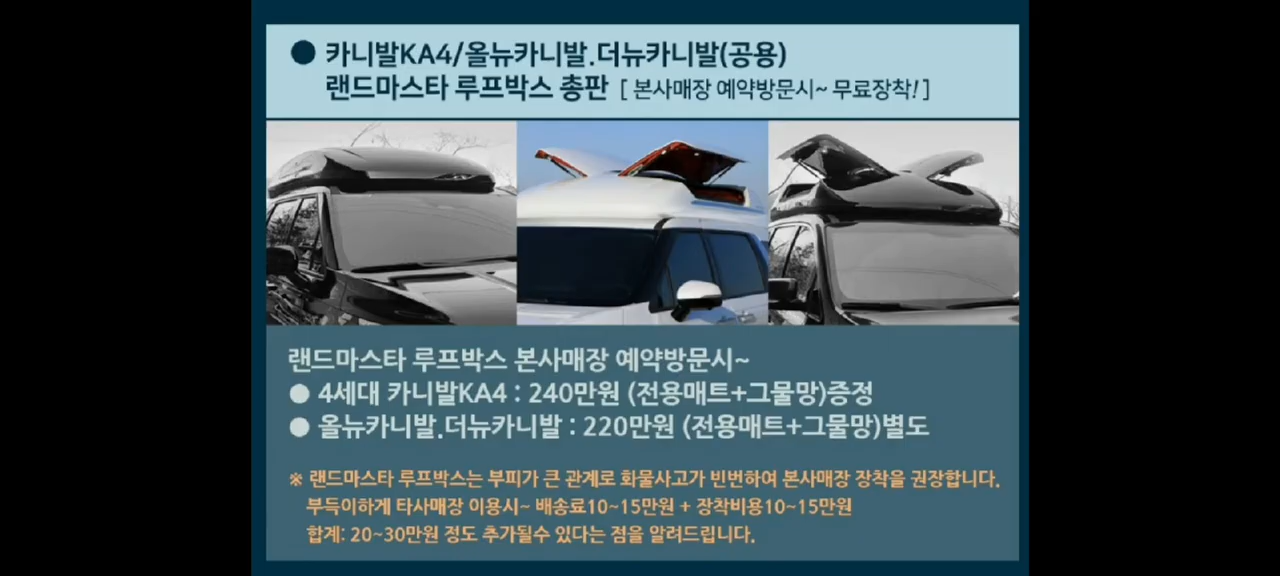 ● 카니발KA4/올뉴카니발.더뉴카니발(공용)
랜드마스타 루프박스 총판 [ 본사매장 예약방문시~ 무료장착! ]
랜드마스타 루프박스 본사매장 예약방문시~
● 4세대 카니발KA4 : 240만원 (전용매트+그물망)증정
● 올뉴카니발.더뉴카니발 : 220만원 (전용매트+그물망)별도
※ 랜드마스타 루프박스는 부피가 큰 관계로 화물사고가 빈번하여 본사매장 장착을 권장합니다.
부득이하게 타사매장 이용시~ 배송료10~15만원 + 장착비용10~15만원
합계: 20~30만원 정도 추가될수 있다는 점을 알려드립니다.